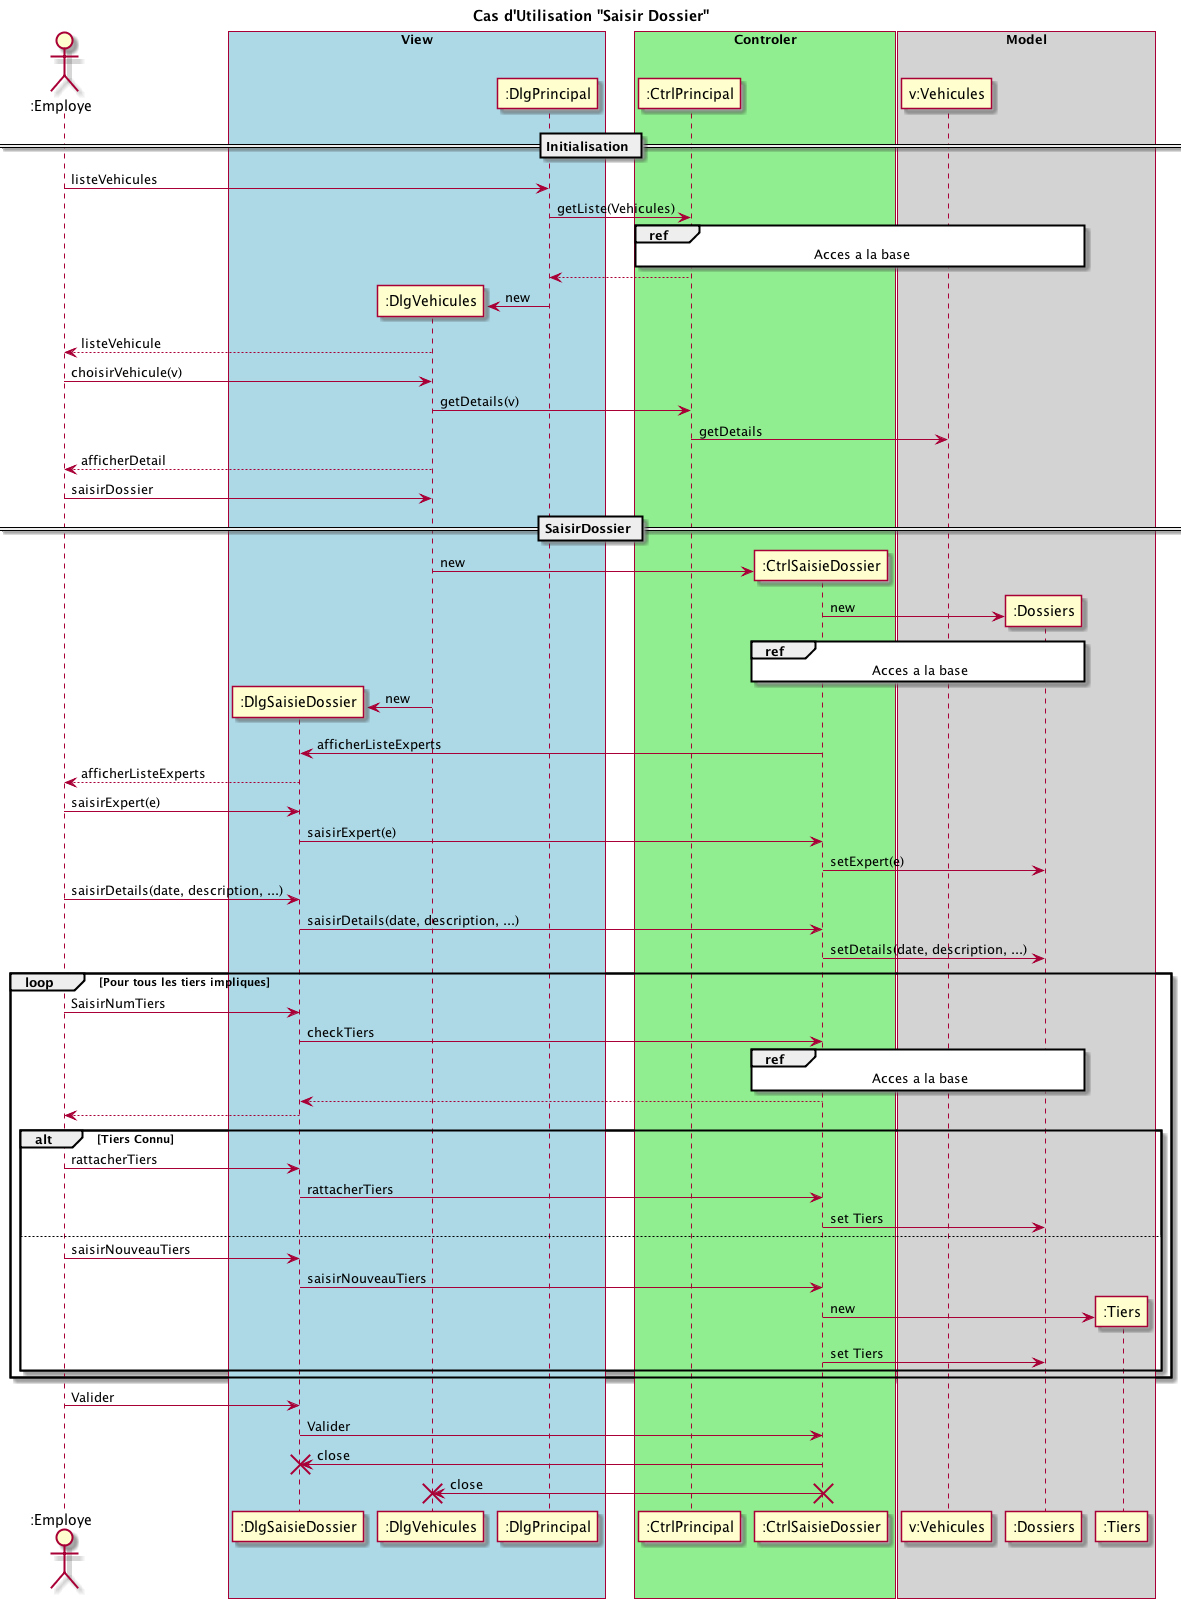 Cas d'Utilisation "Saisir Dossier"
View
Controler
Model
:Employe
:DlgPrincipal
:CtrlPrincipal
v:Vehicules
Initialisation
listeVehicules
getListe(Vehicules)
ref
Acces a la base
:DlgVehicules
new
listeVehicule
choisirVehicule(v)
getDetails(v)
getDetails
afficherDetail
saisirDossier
SaisirDossier
new
:CtrlSaisieDossier
new
:Dossiers
ref
Acces a la base
:DlgSaisieDossier
new
afficherListeExperts
afficherListeExperts
saisirExpert(e)
saisirExpert(e)
setExpert(e)
saisirDetails(date, description, ...)
saisirDetails(date, description, ...)
setDetails(date, description, ...)
loop
[Pour tous les tiers impliques]
SaisirNumTiers
checkTiers
ref
Acces a la base
alt
[Tiers Connu]
rattacherTiers
rattacherTiers
set Tiers
saisirNouveauTiers
saisirNouveauTiers
new
:Tiers
set Tiers
Valider
Valider
close
close
:Employe
:DlgSaisieDossier
:DlgVehicules
:DlgPrincipal
:CtrlPrincipal
:CtrlSaisieDossier
v:Vehicules
:Dossiers
:Tiers